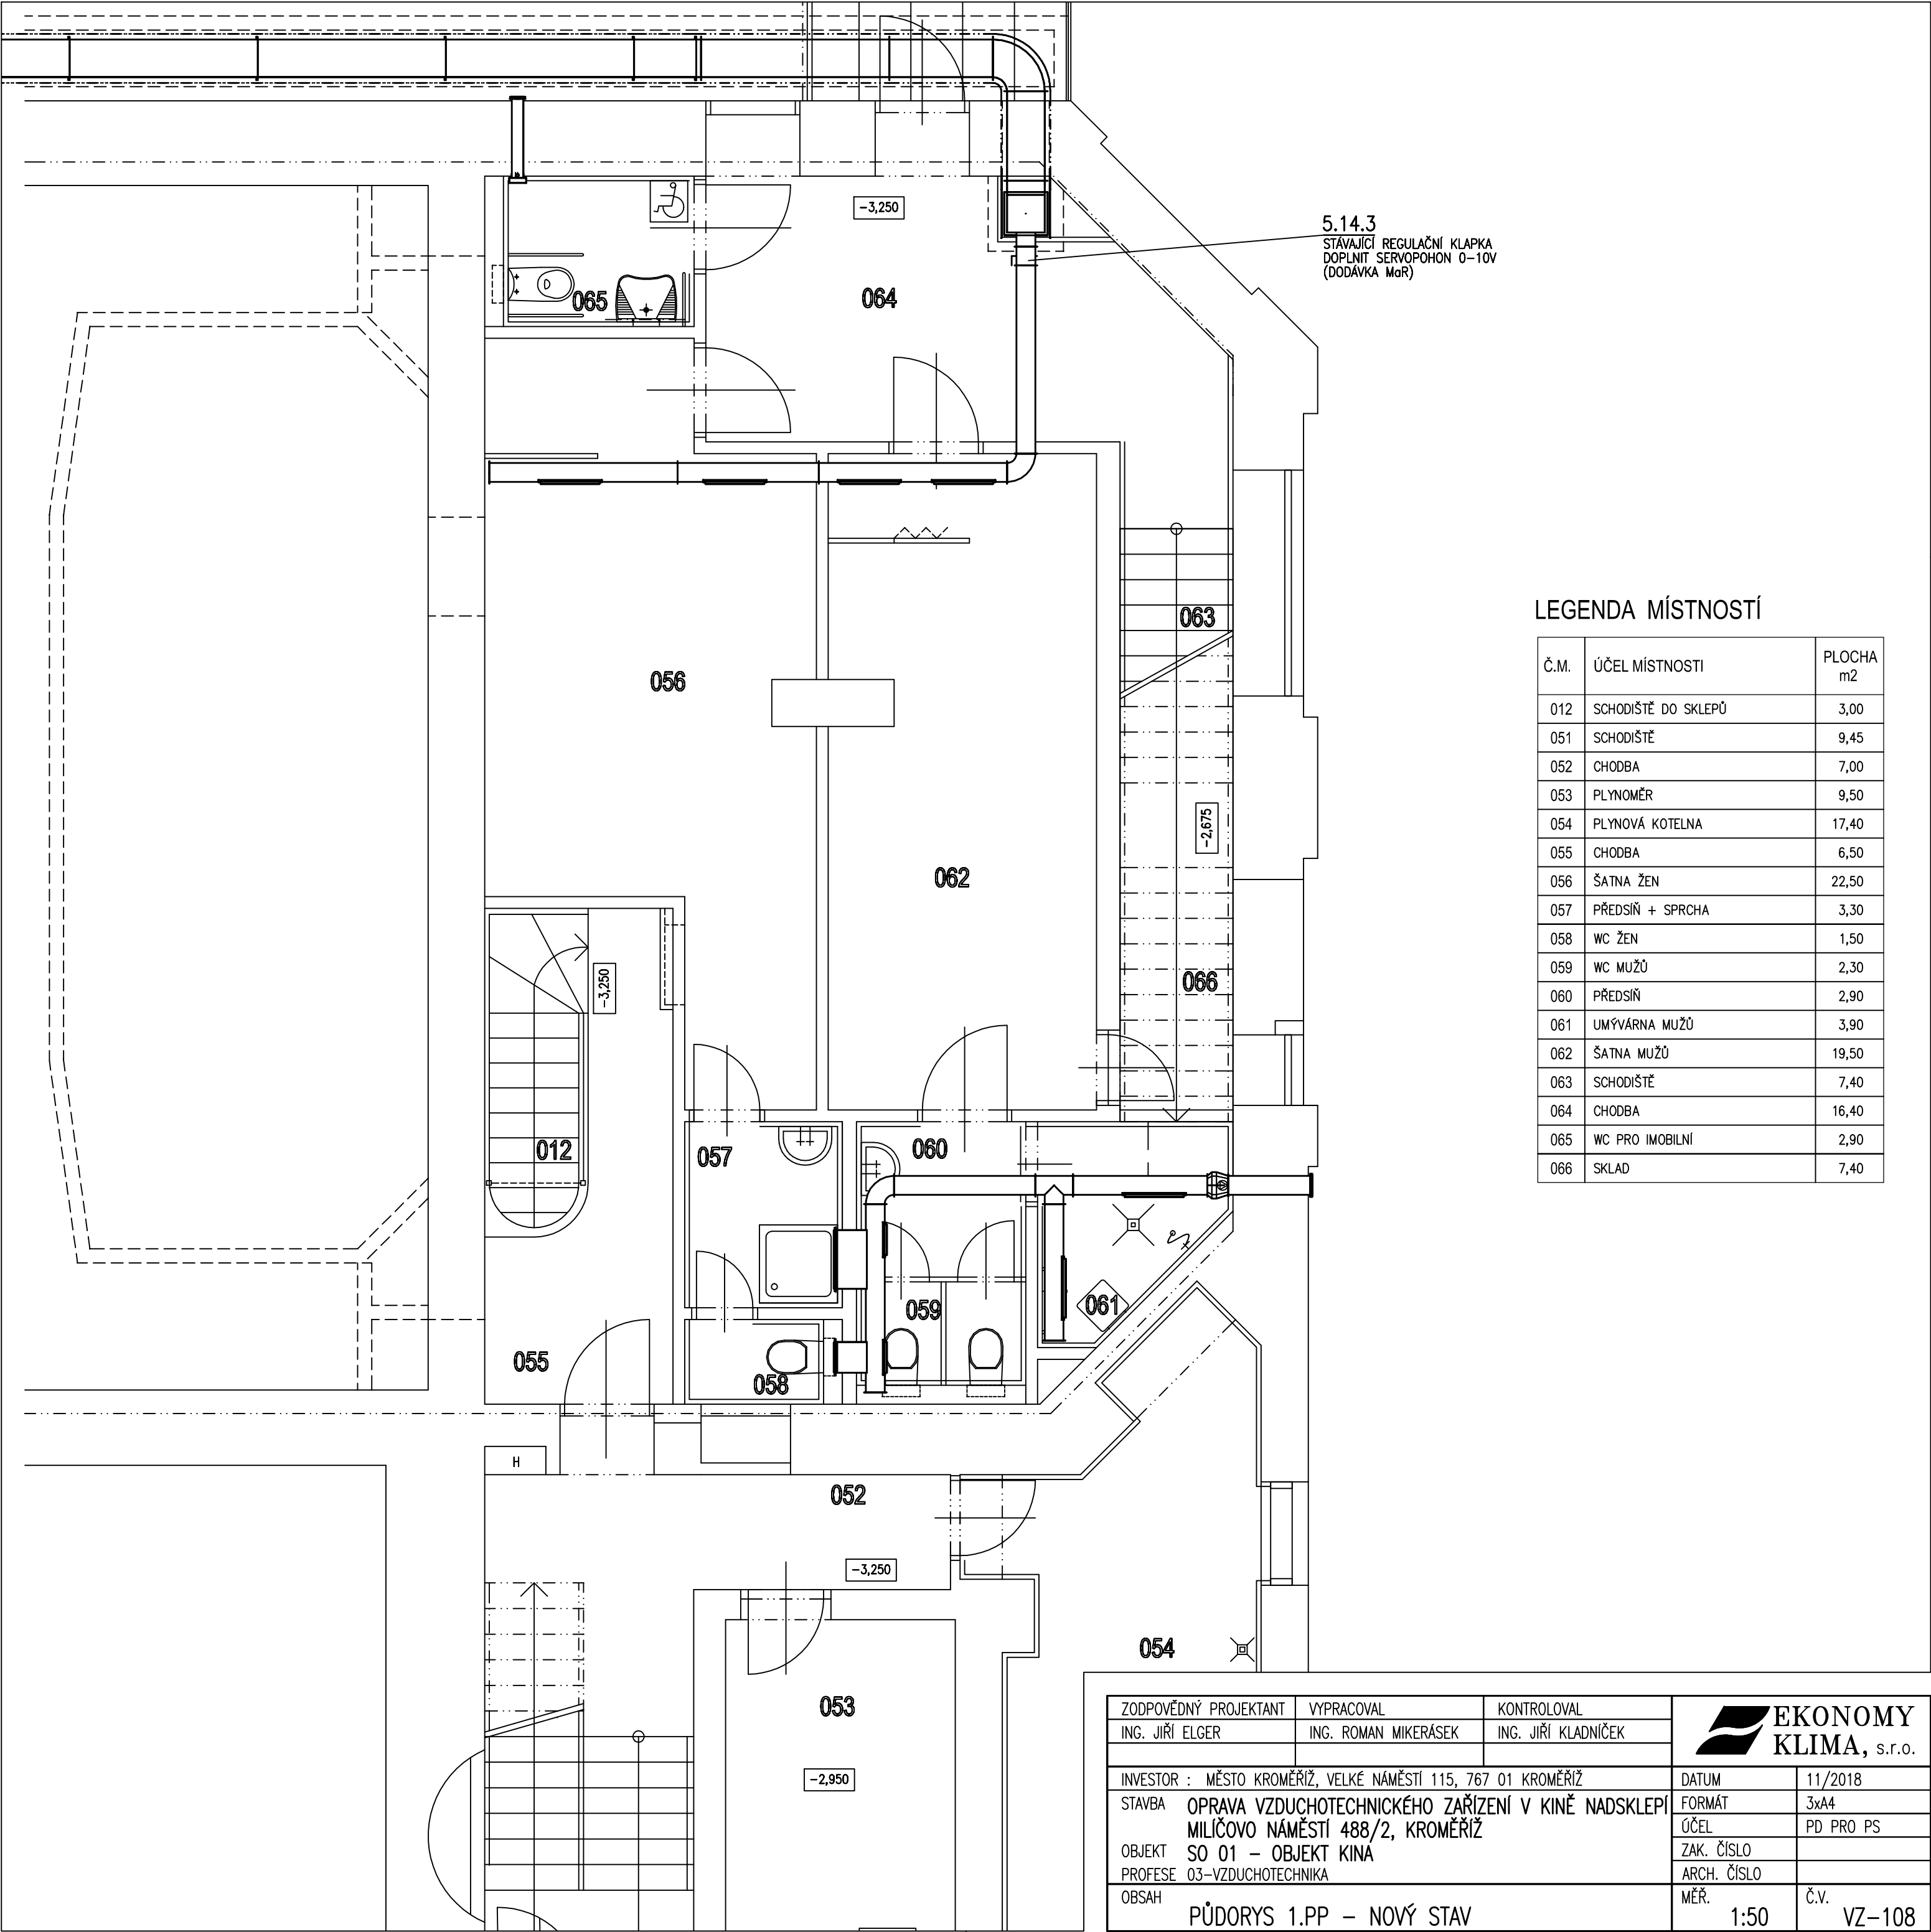 -3,250
5.14.3
STÁVAJÍCÍ REGULAČNÍ KLAPKA
DOPLNIT SERVOPOHON 0-10V
(DODÁVKA MaR)
065
064
063
056
-2,675
062
066
-3,250
012
057
060
059
061
055
058
H
052
-3,250
054
053
-2,950
LEGENDA MÍSTNOSTÍ
Č.M. ÚČEL MÍSTNOSTI PLOCHA
m2
012 SCHODIŠTĚ DO SKLEPŮ 3,00
051 SCHODIŠTĚ 9,45
052 CHODBA 7,00
053 PLYNOMĚR 9,50
054 PLYNOVÁ KOTELNA 17,40
055 CHODBA 6,50
056 ŠATNA ŽEN 22,50
057 PŘEDSÍŇ + SPRCHA 3,30
058 WC ŽEN 1,50
059 WC MUŽŮ 2,30
060 PŘEDSÍŇ 2,90
061 UMÝVÁRNA MUŽŮ 3,90
062 ŠATNA MUŽŮ 19,50
063 SCHODIŠTĚ 7,40
064 CHODBA 16,40
065 WC PRO IMOBILNÍ 2,90
066 SKLAD 7,40
ZODPOVĚDNÝ PROJEKTANT VYPRACOVAL KONTROLOVAL
ING. JIŘÍ ELGER ING. ROMAN MIKERÁSEK ING. JIŘÍ KLADNÍČEK
EKONOMY
KLIMA, s.r.o.
INVESTOR : MĚSTO KROMĚŘÍŽ, VELKÉ NÁMĚSTÍ 115, 767 01 KROMĚŘÍŽ
STAVBA OPRAVA VZDUCHOTECHNICKÉHO ZAŘÍZENÍ V KINĚ NADSKLEPÍ
MILÍČOVO NÁMĚSTÍ 488/2, KROMĚŘÍŽ
OBJEKT SO 01 - OBJEKT KINA
PROFESE 03-VZDUCHOTECHNIKA
OBSAH
PŮDORYS 1.PP - NOVÝ STAV
DATUM 11/2018
FORMÁT 3xA4
ÚČEL PD PRO PS
ZAK. ČÍSLO
ARCH. ČÍSLO
MĚŘ. Č.V.
1:50 VZ-108